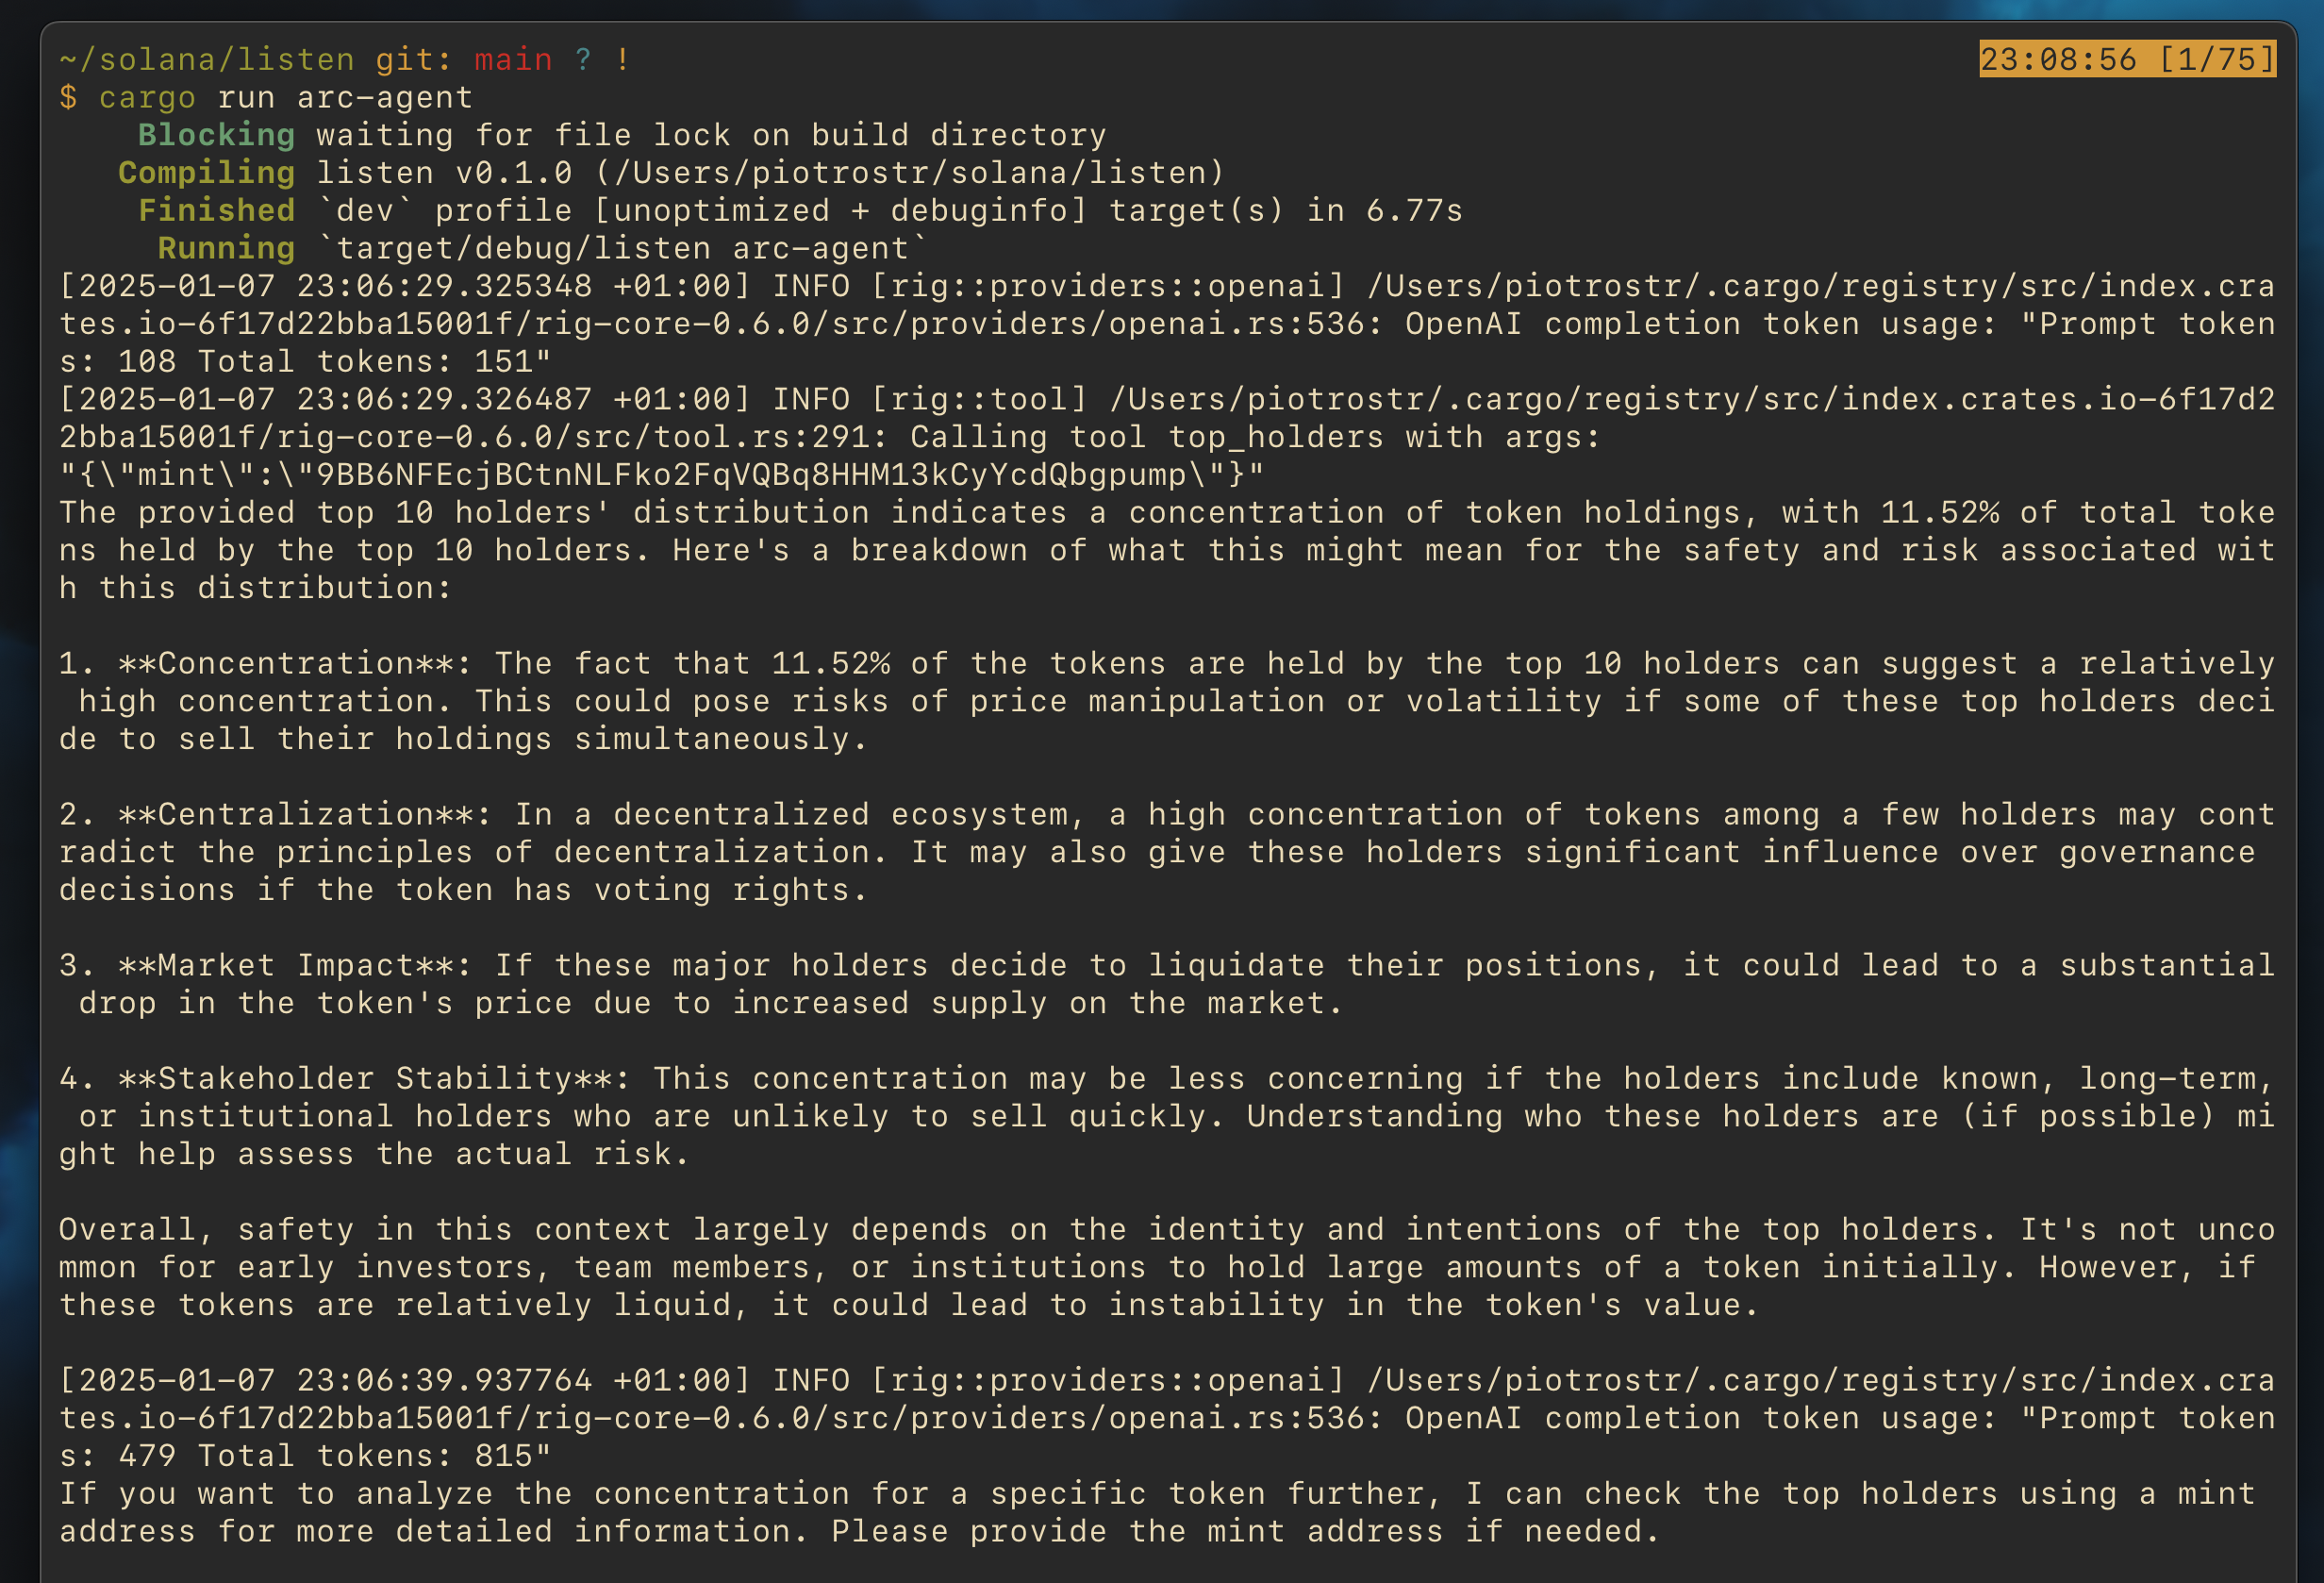 ~/solana/listen git: main ? !
23:08:56 [1/75]
$ cargo run arc-agent
Blocking waiting for file lock on build directory
Compiling listen v0.1.0 (/Users/piotrostr/solana/listen)
Finished `dev` profile [unoptimized + debuginfo] target(s) in 6.77s
Running `target/debug/listen arc-agent`
[2025-01-07 23:06:29.325348 +01:00] INFO [rig::providers::openai] /Users/piotrostr/.cargo/registry/src/index.cra
tes.io-6f17d22bba15001f/rig-core-0.6.0/src/providers/openai.rs:536: OpenAI completion token usage: "Prompt token
s: 108 Total tokens: 151"
[2025-01-07 23:06:29.326487 +01:00] INFO [rig::tool] /Users/piotrostr/.cargo/registry/src/index.crates.io-6f17d2
2bba15001f/rig-core-0.6.0/src/tool.rs:291: Calling tool top_holders with args:
"{\"mint\":\"9BB6NFEcjBCtnNLFko2FqVQBq8HHM13kCyYcdQbgpump\"}"
The provided top 10 holders' distribution indicates a concentration of token holdings, with 11.52% of total toke
ns held by the top 10 holders. Here's a breakdown of what this might mean for the safety and risk associated wit
h this distribution:
1. **Concentration**: The fact that 11.52% of the tokens are held by the top 10 holders can suggest a relatively
high concentration. This could pose risks of price manipulation or volatility if some of these top holders deci
de to sell their holdings simultaneously.
2. **Centralization**: In a decentralized ecosystem, a high concentration of tokens among a few holders may cont
radict the principles of decentralization. It may also give these holders significant influence over governance
decisions if the token has voting rights.
3. **Market Impact**: If these major holders decide to liquidate their positions, it could lead to a substantial
drop in the token's price due to increased supply on the market.
4. **Stakeholder Stability**: This concentration may be less concerning if the holders include known, long-term,
or institutional holders who are unlikely to sell quickly. Understanding who these holders are (if possible) mi
ght help assess the actual risk.
Overall, safety in this context largely depends on the identity and intentions of the top holders. It's not unco
mmon for early investors, team members, or institutions to hold large amounts of a token initially. However, if
these tokens are relatively liquid, it could lead to instability in the token's value.
[2025-01-07 23:06:39.937764 +01:00] INFO [rig::providers::openai] /Users/piotrostr/.cargo/registry/src/index.cra
tes.io-6f17d22bba15001f/rig-core-0.6.0/src/providers/openai.rs:536: OpenAI completion token usage: "Prompt token
s: 479 Total tokens: 815"
If you want to analyze the concentration for a specific token further, I can check the top holders using a mint
address for more detailed information. Please provide the mint address if needed.